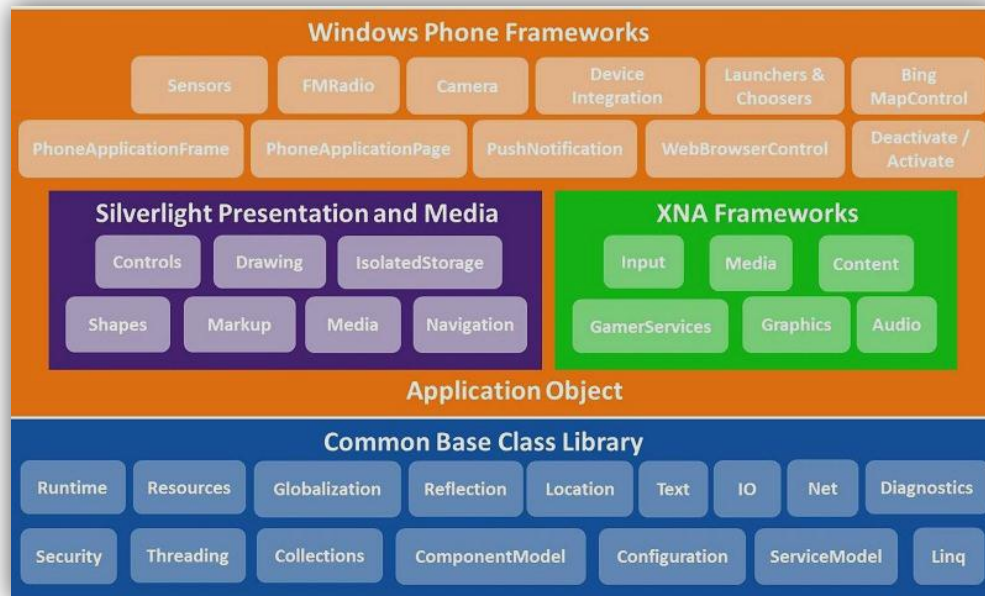 Windows Phone Frameworks
Sensors
FMRadio
Camera
Device
Integration
Launchers &
Choosers
Bing
MapControl
PhoneApplicationFrame
PhoneApplicationPage
PushNotification
WebBrowserControl
Deactivate /
Activate
Silverlight Presentation and Media
Controls
Drawing
IsolatedStorage
Shapes
Markup
Media
Navigation
XNA Frameworks
Input
Media
Content
GamerServices
Graphics
Audio
Application Object
Common Base Class Library
Runtime
Resources
Globalization
Reflection
Location
Text
IO
Net
Diagnostics
Security
Threading
Collections
ComponentModel
Configuration
ServiceModel
Linq